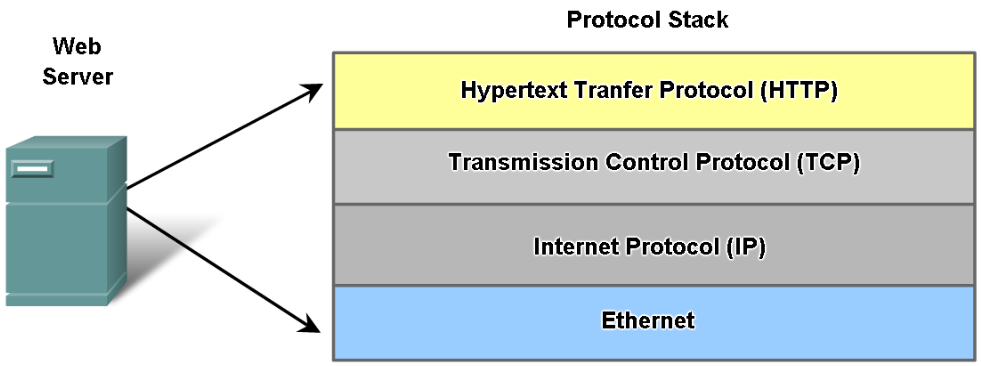 Protocol Stack
Web
Server
Hypertext Tranfer Protocol (HTTP)
Transmission Control Protocol (TCP)
Internet Protocol (IP)
Ethernet